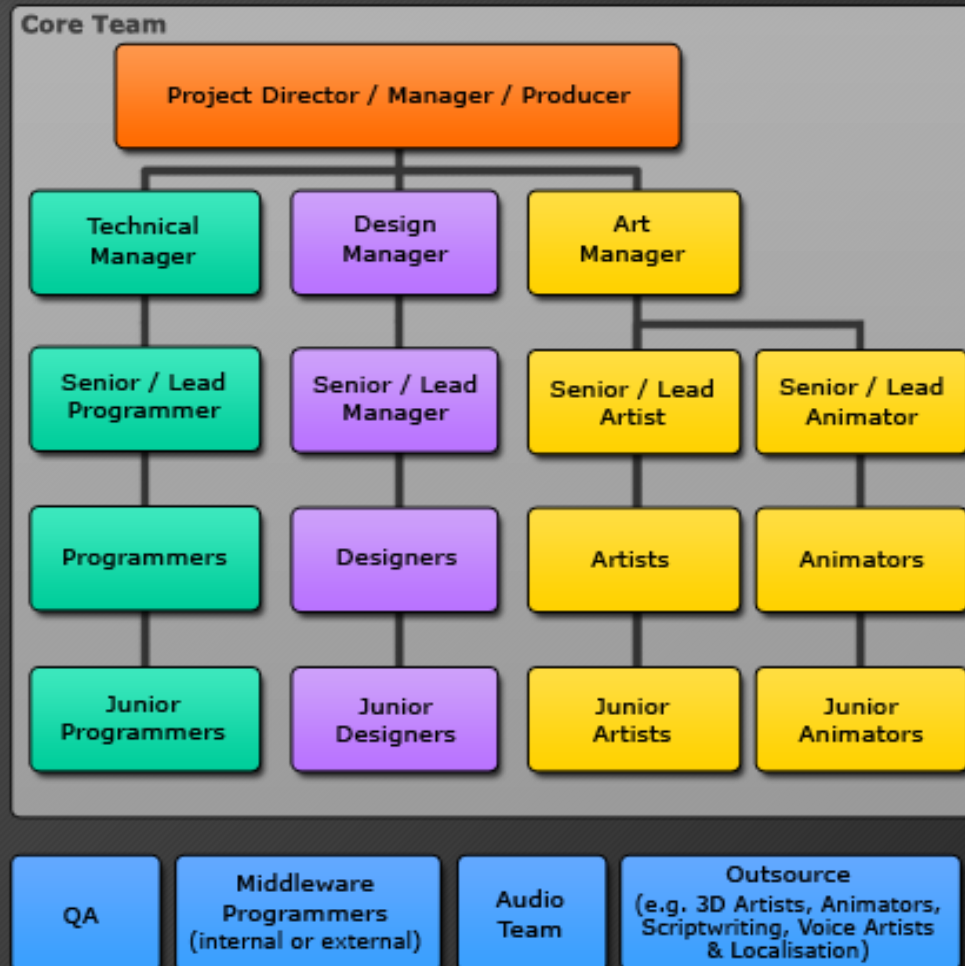 Core Team
Project Director / Manager / Producer
Technical
Manager
Design
Manager
Art
Manager
Senior / Lead
Programmer
Senior / Lead
Manager
Senior / Lead
Artist
Senior / Lead
Animator
Programmers
Designers
Artists
Animators
Junior
Programmers
Junior
Designers
Junior
Artists
Junior
Animators
QA
Middleware
Programmers
(internal or external)
Audio
Team
Outsource
(e.g. 3D Artists, Animators,
Scriptwriting, Voice Artists
& Localisation)